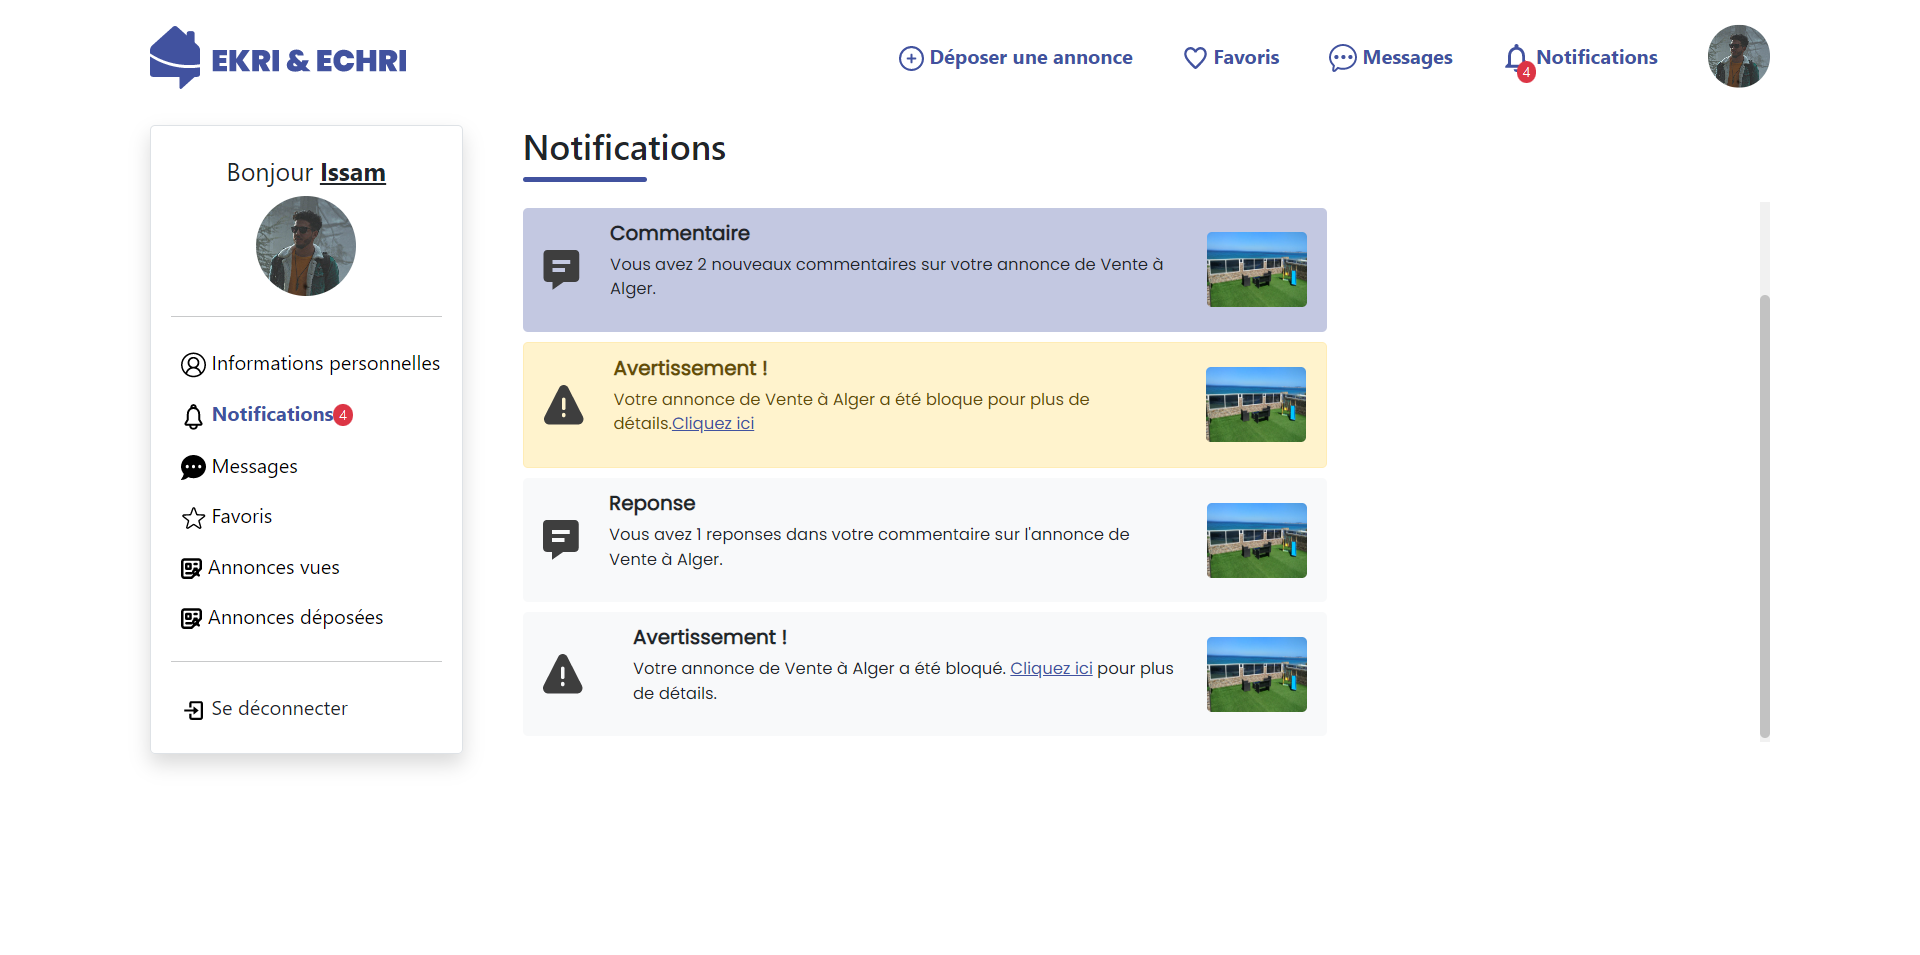 EKRI & ECHRI
Déposer une annonce
Favoris
Messages
4
Notifications
Bonjour Issam
Informations personnelles
Notifications 4
Messages
Favoris
Annonces vues
Annonces déposées
Se déconnecter
Notifications
Commentaire
Vous avez 2 nouveaux commentaires sur votre annonce de Vente à
Alger.
Avertissement !
Votre annonce de Vente à Alger a été bloque pour plus de
détails.Cliquez ici
Reponse
Vous avez 1 reponses dans votre commentaire sur l'annonce de
Vente à Alger.
Avertissement !
Votre annonce de Vente à Alger a été bloqué. Cliquez ici pour plus
de détails.